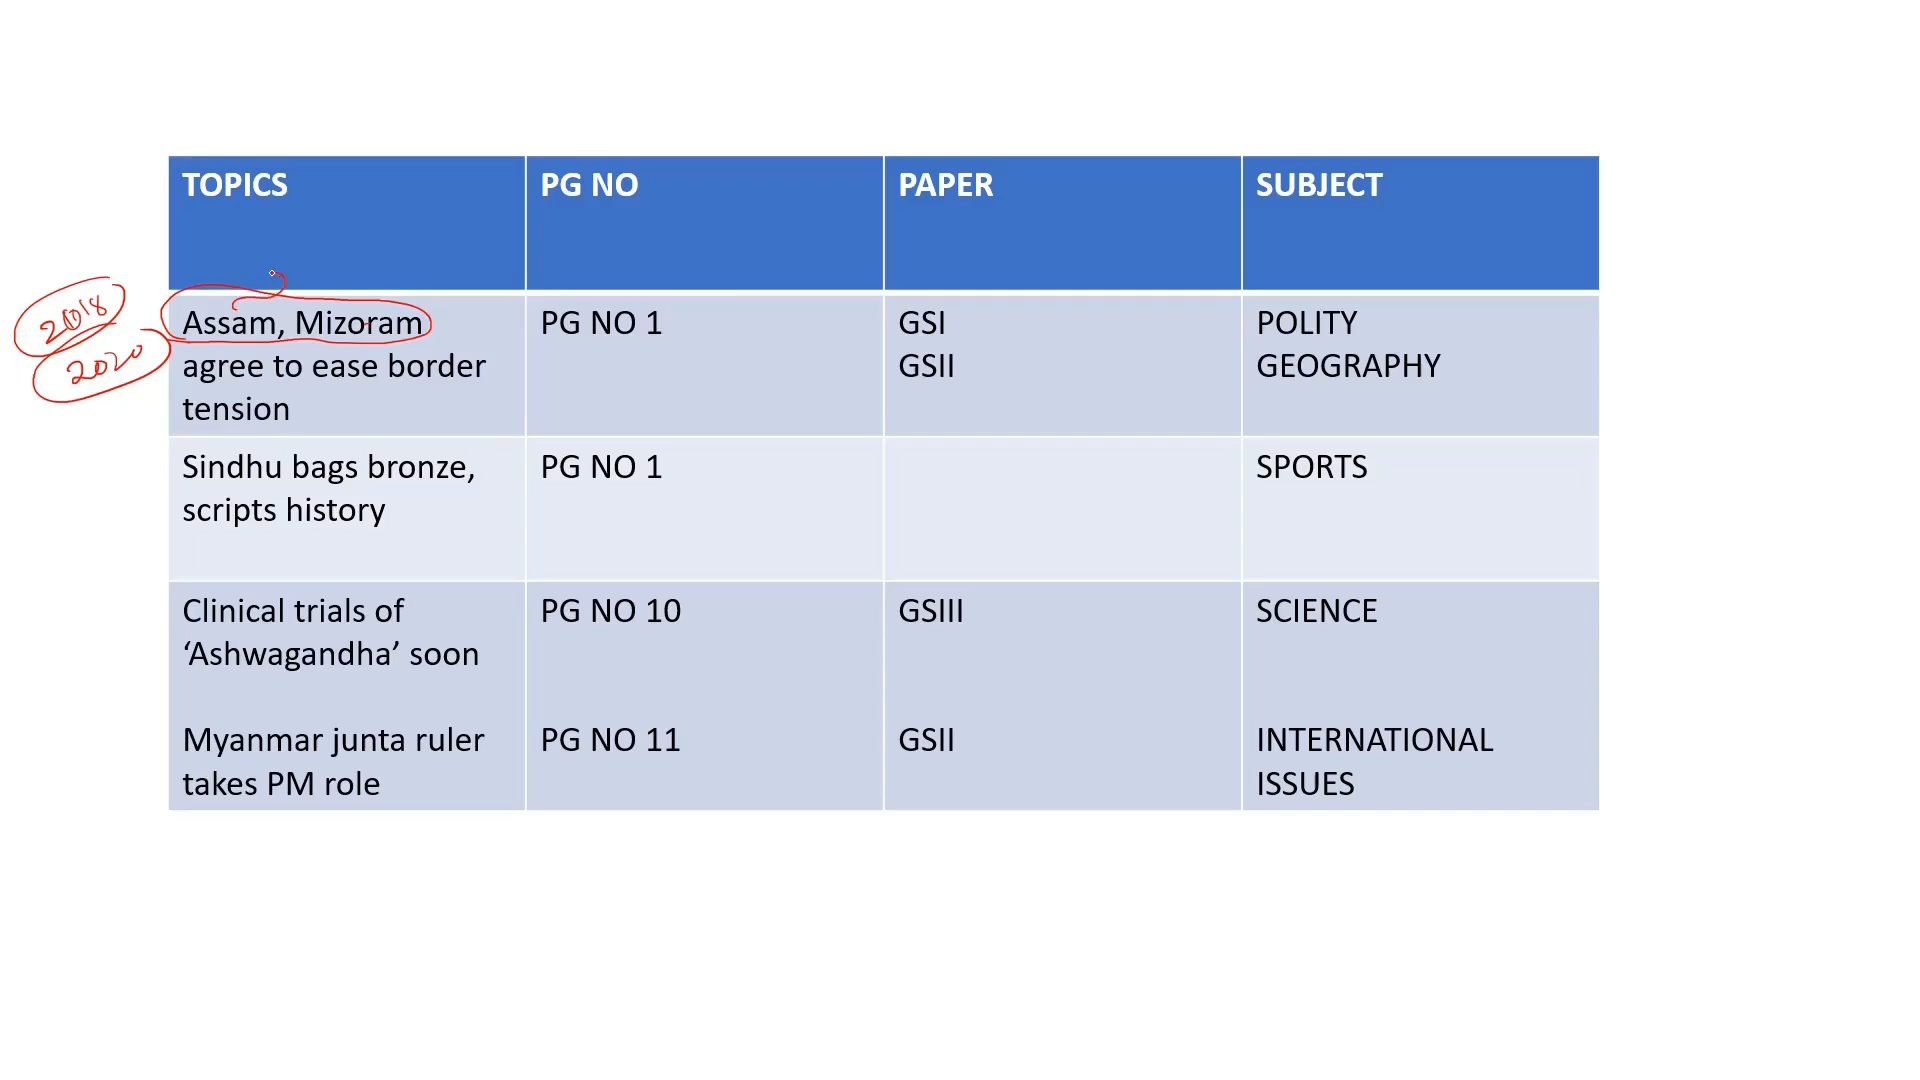 TOPICS PG NO PAPER SUBJECT
2018
2020
Assam, Mizoram PG NO 1 GSI POLITY
agree to ease border GSII GEOGRAPHY
tension
Sindhu bags bronze, PG NO 1 SPORTS
scripts history
Clinical trials of PG NO 10 GSIII SCIENCE
‘Ashwagandha’ soon
Myanmar junta ruler PG NO 11 GSII INTERNATIONAL
takes PM role ISSUES